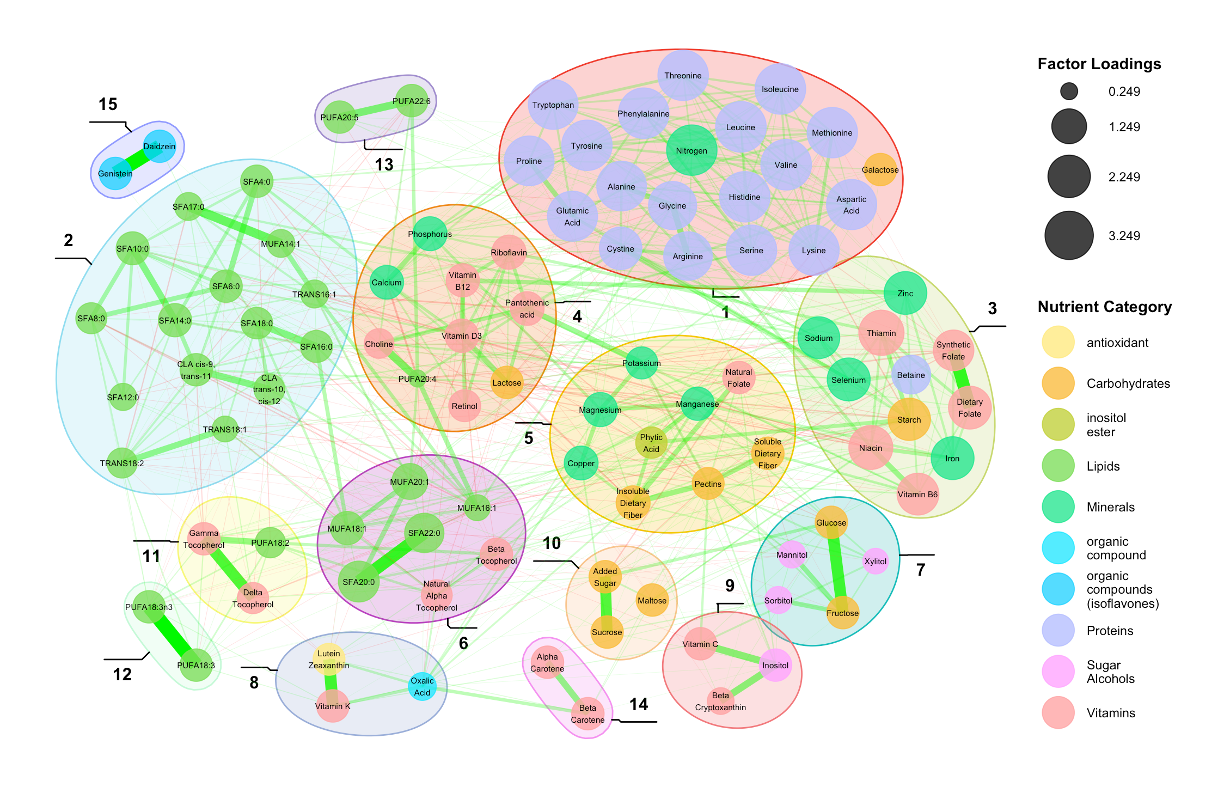 Factor Loadings
0.249
1.249
2.249
3.249
Nutrient Category
antioxidant
Carbohydrates
inositol
ester
Lipids
Minerals
organic
compound
organic
compounds
(isoflavones)
Proteins
Sugar
Alcohols
Vitamins
15
Daidzein
Genistein
13
PUFA22:6
PUFA20:5
1
Threonine
Isoleucine
Tryptophan
Phenylalanine
Leucine
Methionine
Tyrosine
Nitrogen
Proline
Valine
Galactose
Alanine
Glycine
Histidine
Aspartic
Acid
Glutamic
Acid
Cystine
Arginine
Serine
Lysine
2
SFA4:0
SFA17:0
MUFA14:1
SFA10:0
SFA6:0
TRANS16:1
SFA8:0
SFA14:0
SFA18:0
SFA16:0
CLA cis-9,
trans-11
CLA
trans-10,
cis-12
SFA12:0
TRANS18:1
TRANS18:2
4
Phosphorus
Riboflavin
Calcium
Vitamin
B12
Pantothenic
acid
Choline
Vitamin D3
PUFA20:4
Lactose
Retinol
3
Zinc
Sodium
Thiamin
Synthetic
Folate
Selenium
Betaine
Dietary
Folate
Starch
Niacin
Iron
Vitamin B6
5
Potassium
Natural
Folate
Magnesium
Manganese
Phytic
Acid
Soluble
Dietary
Fiber
Copper
Pectins
Insoluble
Dietary
Fiber
6
MUFA20:1
MUFA16:1
MUFA18:1
SFA22:0
Beta
Tocopherol
SFA20:0
Natural
Alpha
Tocopherol
11
Gamma
Tocopherol
PUFA18:2
Delta
Tocopherol
12
PUFA18:3n3
PUFA18:3
8
Lutein
Zeaxanthin
Oxalic
Acid
Vitamin K
10
Added
Sugar
Maltose
Sucrose
14
Alpha
Carotene
Beta
Carotene
9
Vitamin C
Inositol
Beta
Cryptoxanthin
7
Glucose
Mannitol
Xylitol
Sorbitol
Fructose